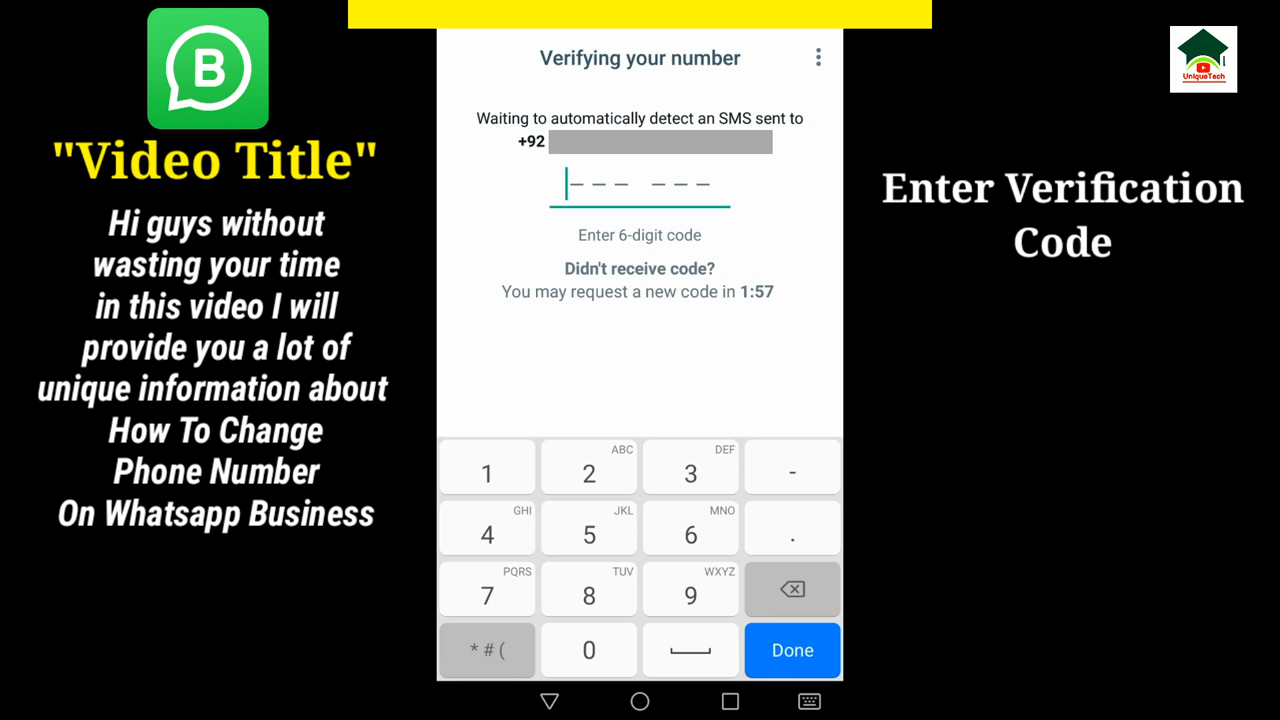 B
"Video Title"
Hi guys without
wasting your time
in this video I will
provide you a lot of
unique information about
How To Change
Phone Number
On Whatsapp Business
Verifying your number
Waiting to automatically detect an SMS sent to
+92
Enter 6-digit code
Didn't receive code?
You may request a new code in 1:57
1
2 ABC
3 DEF
-
4 GHI
5 JKL
6 MNO
.
7 PQRS
8 TUV
9 WXYZ
* # (
0
Done
UniqueTech
Enter Verification
Code